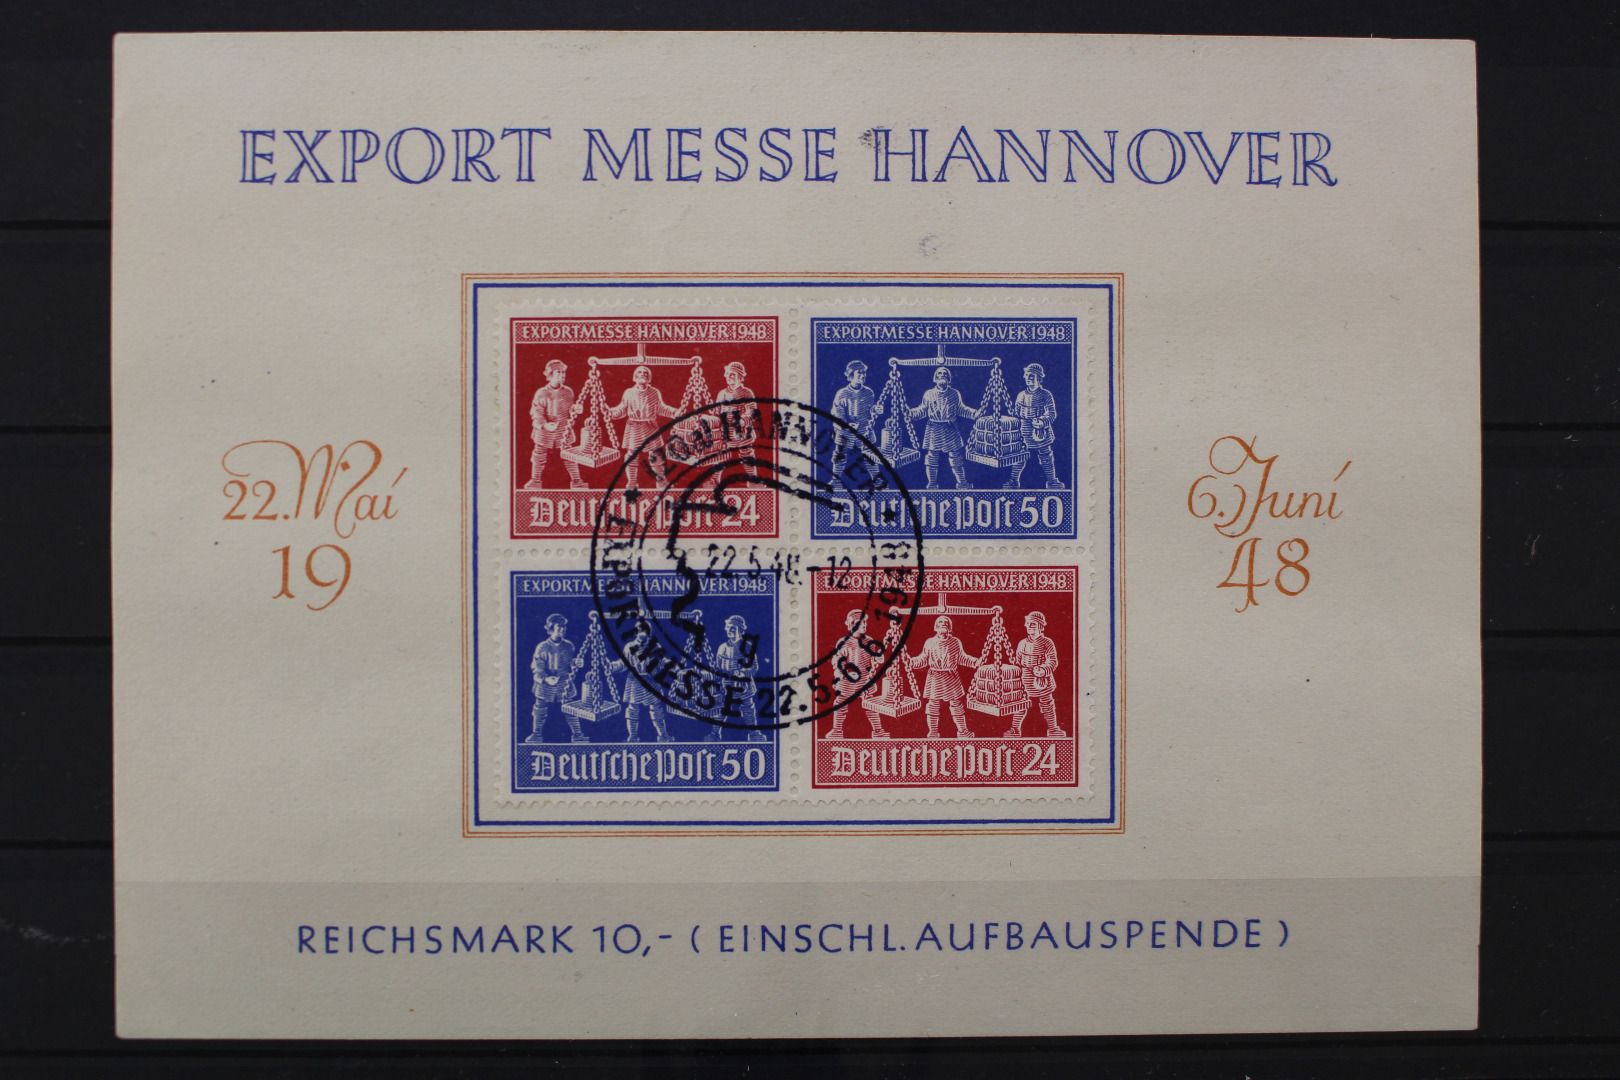 EXPORT MESSE HANNOVER
22. Mai
19
6. Juni
48
EXPORTMESSE HANNOVER 1948
Deutsche Post 24
EXPORTMESSE HANNOVER 1948
Deutsche Post 50
EXPORTMESSE HANNOVER 1948
Deutsche Post 50
EXPORTMESSE HANNOVER 1948
Deutsche Post 24
(20a) HANNOVER
22.5.48.-12
g
* EXPORTMESSE 22.5.-6.6.1948 *
REICHSMARK 10,- ( EINSCHL. AUFBAUSPENDE )